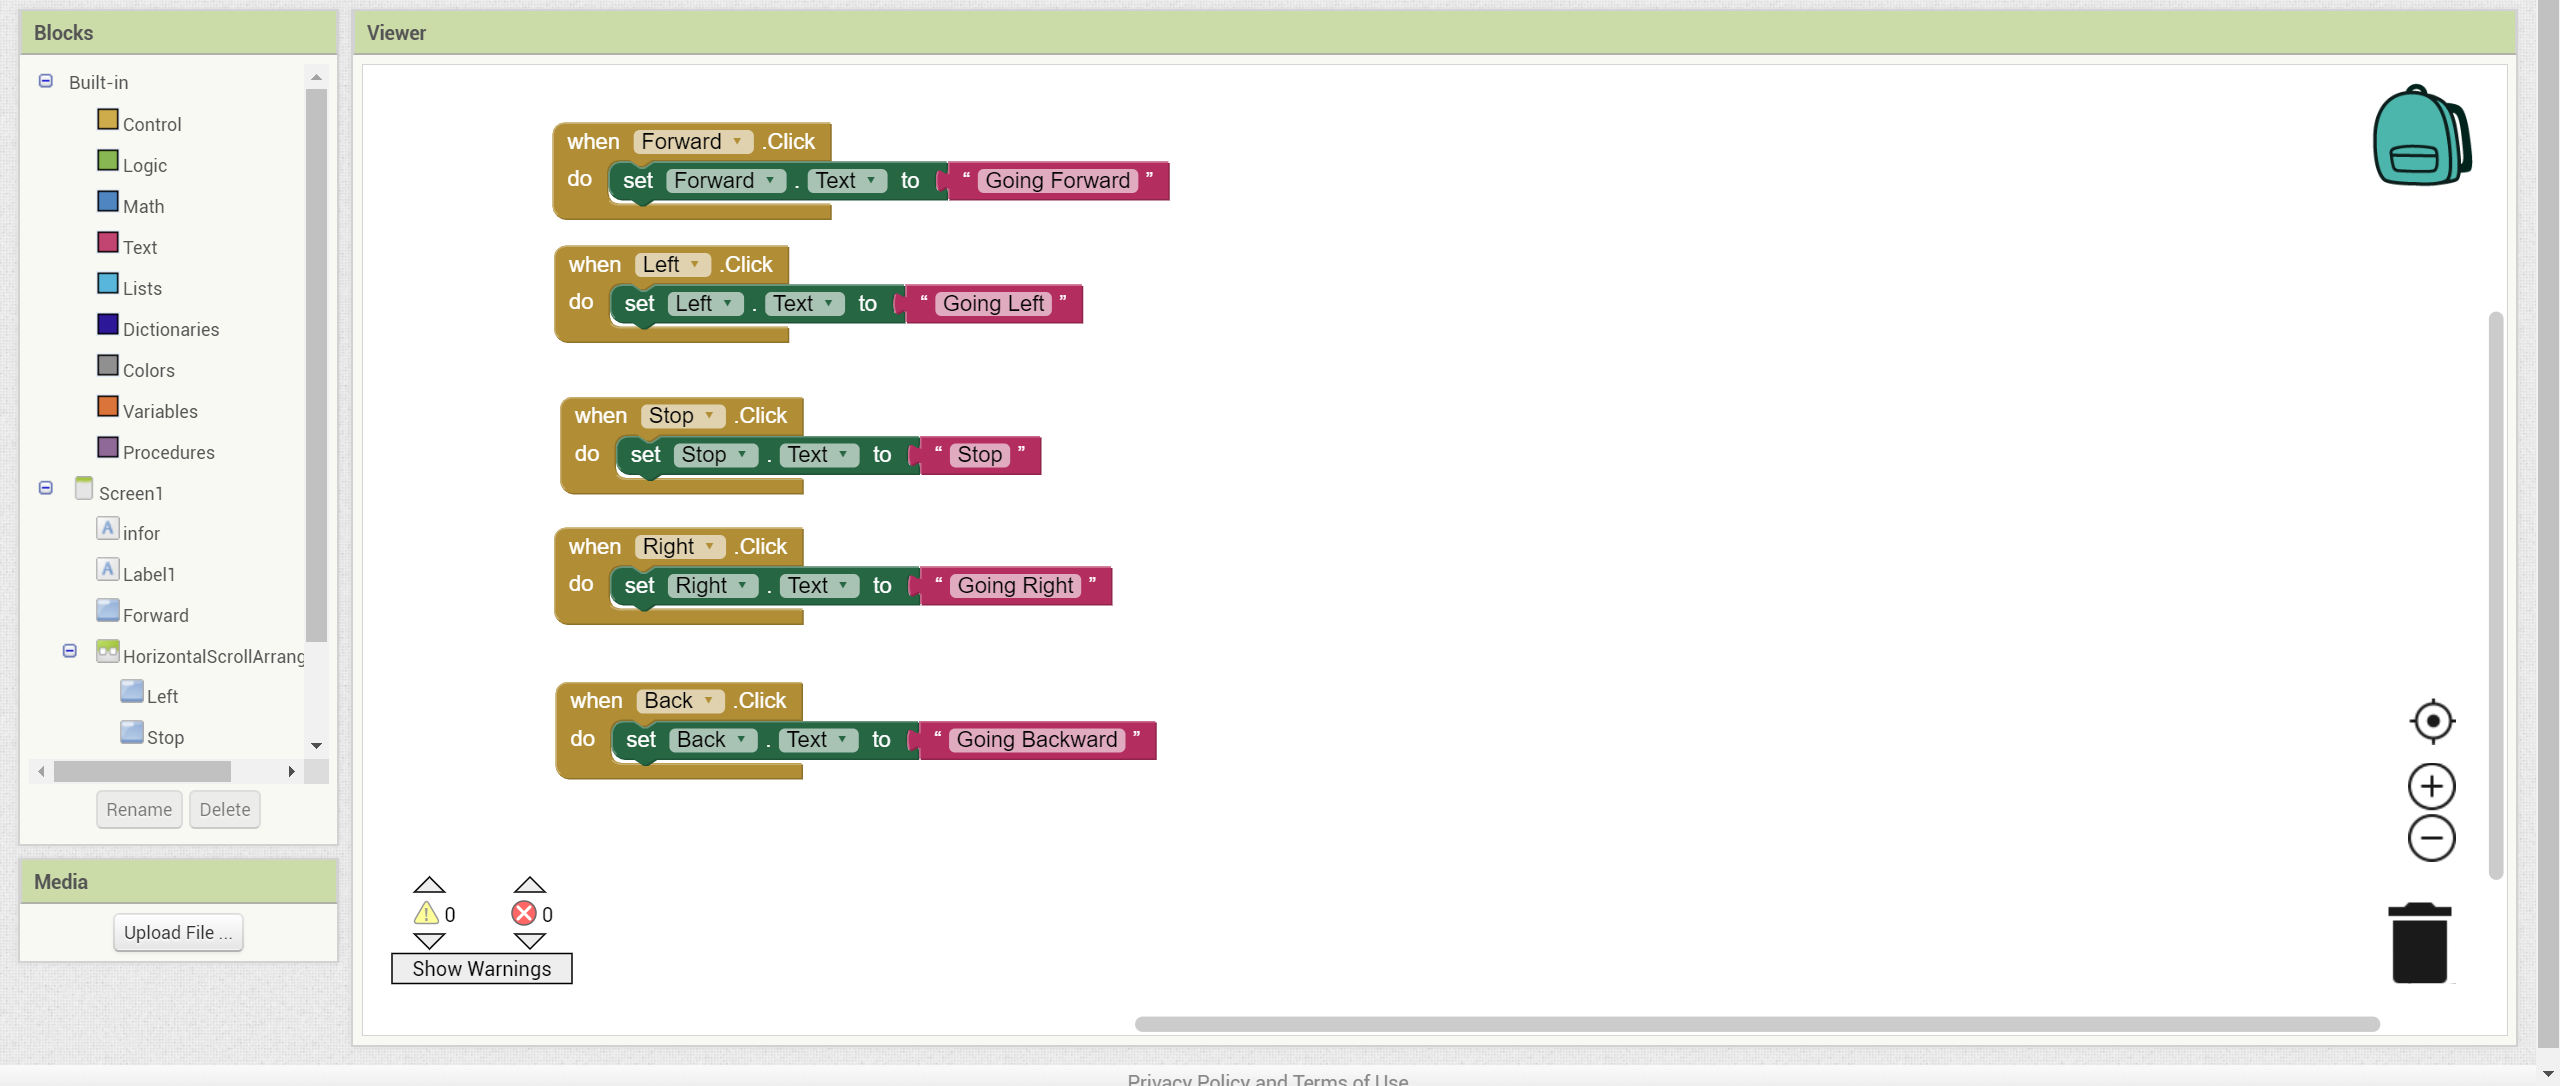 Blocks
Built-in
Control
Logic
Math
Text
Lists
Dictionaries
Colors
Variables
Procedures
Screen1
infor
Label1
Forward
HorizontalScrollArrang
Left
Stop
Rename Delete
Media
Upload File ...
Viewer
when Forward .Click
do set Forward . Text to “ Going Forward ”
when Left .Click
do set Left . Text to “ Going Left ”
when Stop .Click
do set Stop . Text to “ Stop ”
when Right .Click
do set Right . Text to “ Going Right ”
when Back .Click
do set Back . Text to “ Going Backward ”
0 0
Show Warnings
Privacy Policy and Terms of Use